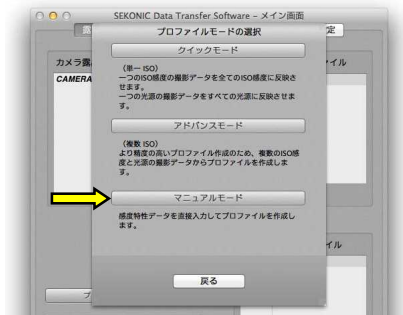 SEKONIC Data Transfer Software – メイン画面
プロファイルモードの選択
定
クイックモード
カメラ露
イル
（単一 ISO）
CAMERA
一つのISO感度の撮影データを全てのISO感度に反映さ
せます。
一つの光源の撮影データをすべての光源に反映させま
す。
アドバンスモード
（複数 ISO）
より精度の高いプロファイル作成のため、複数のISO感
度と光源の撮影データからプロファイルを作成しま
す。
マニュアルモード
感度特性データを直接入力してプロファイルを作成し
ます。
イル
戻る
プ